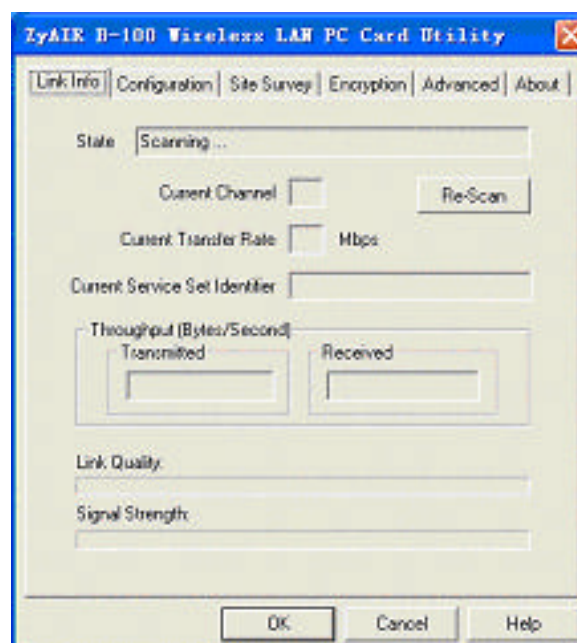 ZyAIR B-100 Wireless LAN PC Card Utility
Link Info Configuration Site Survey Encryption Advanced About
State Scanning ...
Current Channel Re-Scan
Current Transfer Rate Mbps
Current Service Set Identifier
Throughput (Bytes/Second)
Transmitted Received
Link Quality:
Signal Strength:
OK Cancel Help